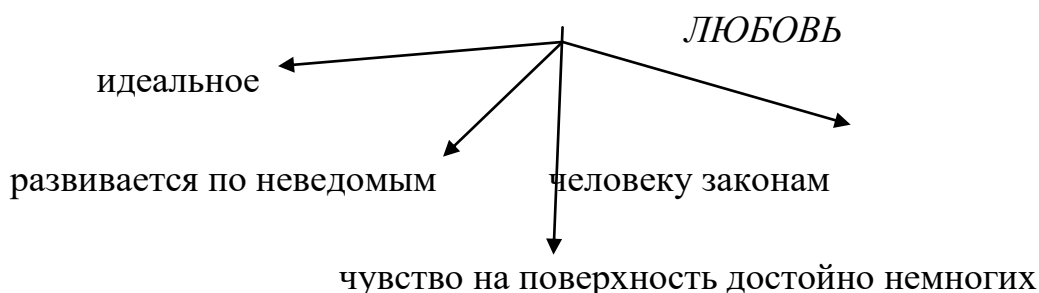 ЛЮБОВЬ
идеальное
развивается по неведомым человеку законам
чувство на поверхность достойно немногих